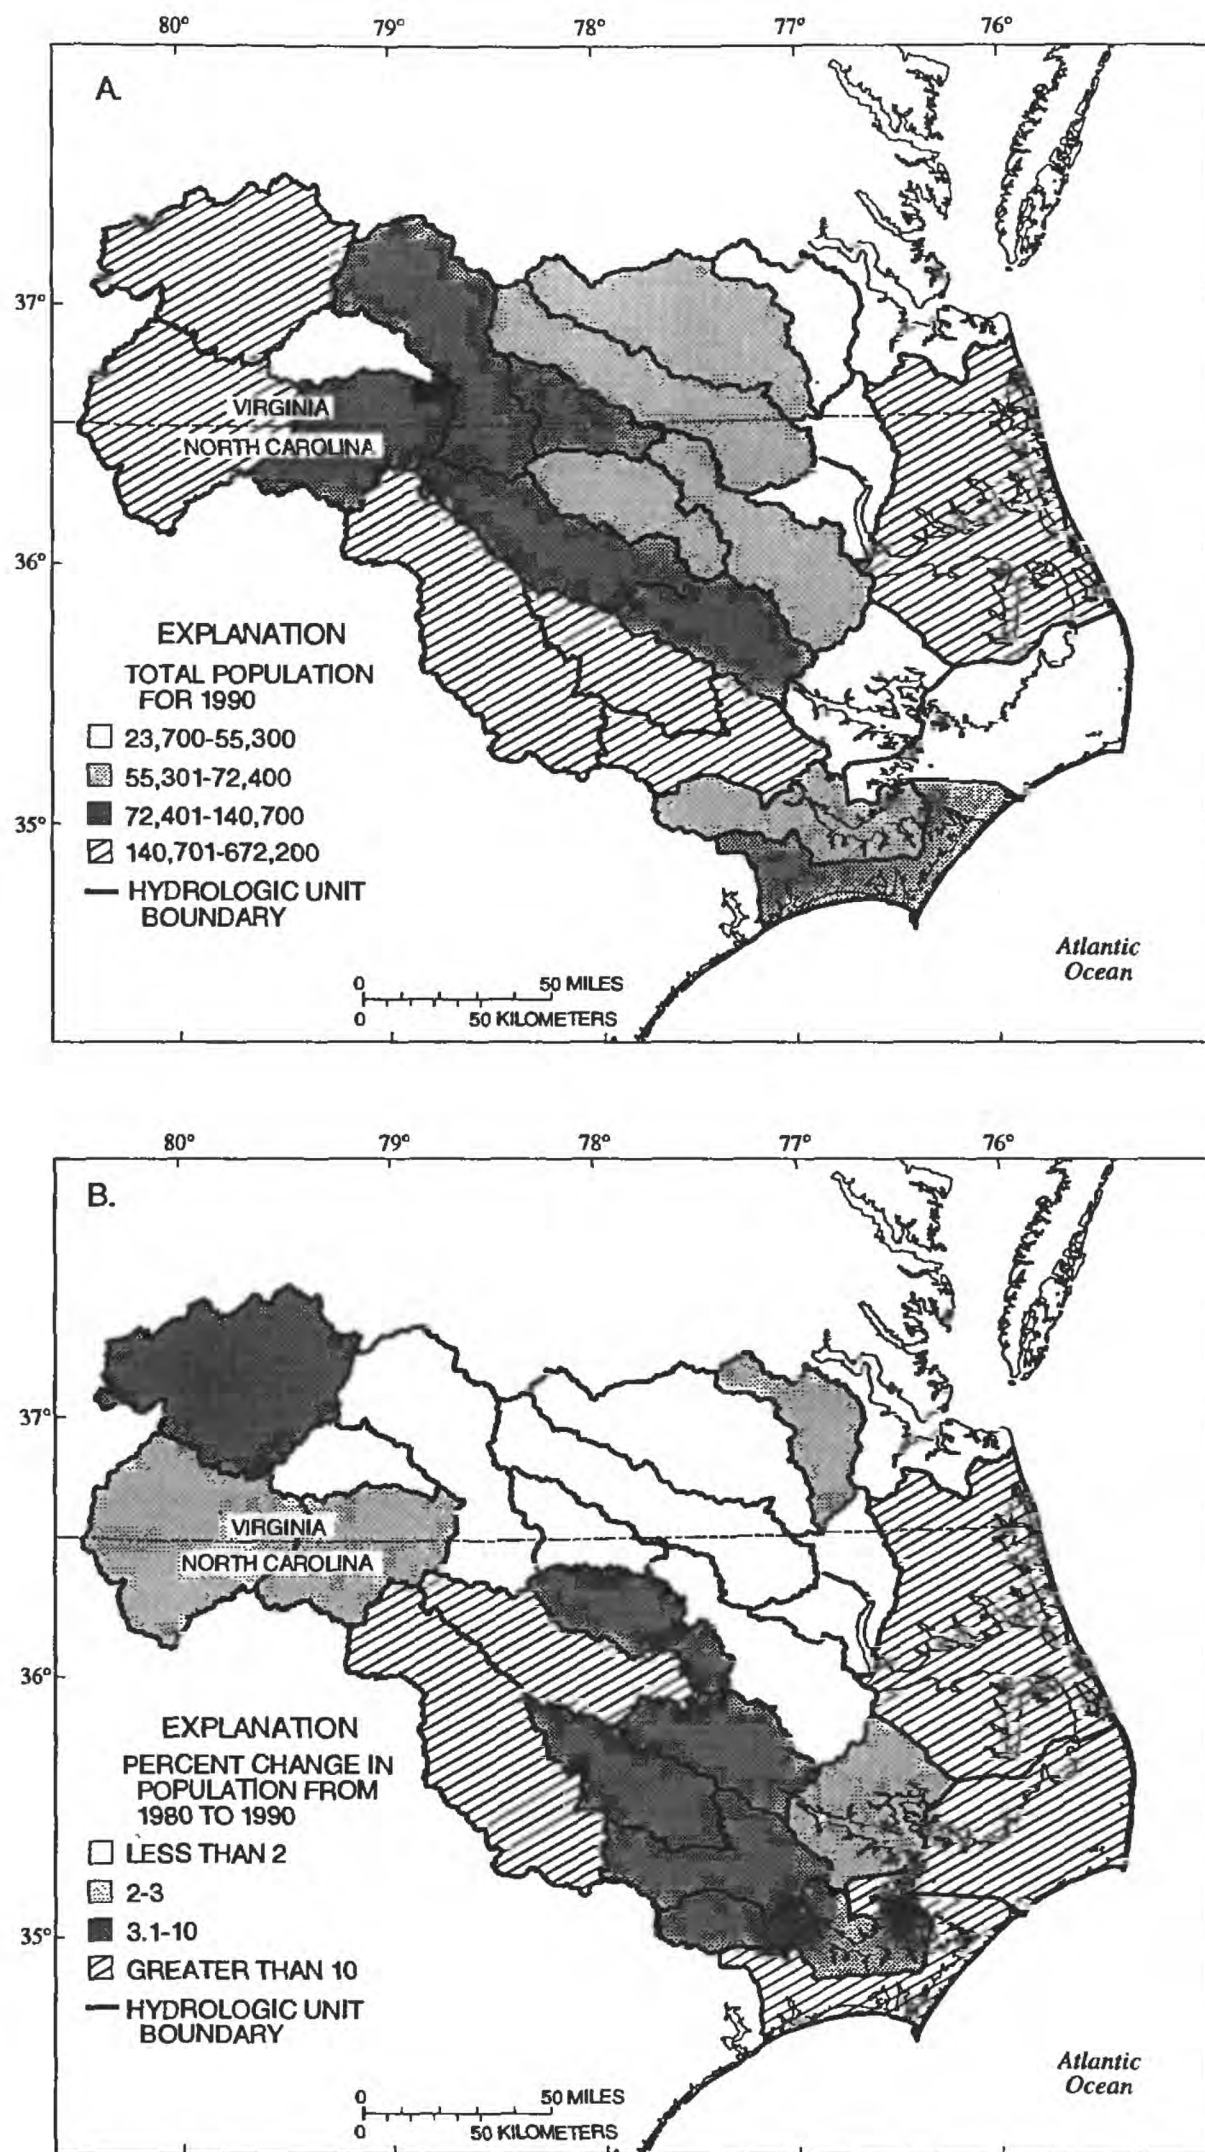 80° 79° 78° 77° 76°
A.
37°
VIRGINIA
NORTH CAROLINA
36°
EXPLANATION
TOTAL POPULATION
FOR 1990
23,700-55,300
55,301-72,400
72,401-140,700
140,701-672,200
HYDROLOGIC UNIT
BOUNDARY
35°
Atlantic
Ocean
0 50 MILES
0 50 KILOMETERS
80° 79° 78° 77° 76°
B.
37°
VIRGINIA
NORTH CAROLINA
36°
EXPLANATION
PERCENT CHANGE IN
POPULATION FROM
1980 TO 1990
LESS THAN 2
2-3
3.1-10
35°
GREATER THAN 10
HYDROLOGIC UNIT
BOUNDARY
Atlantic
Ocean
0 50 MILES
0 50 KILOMETERS